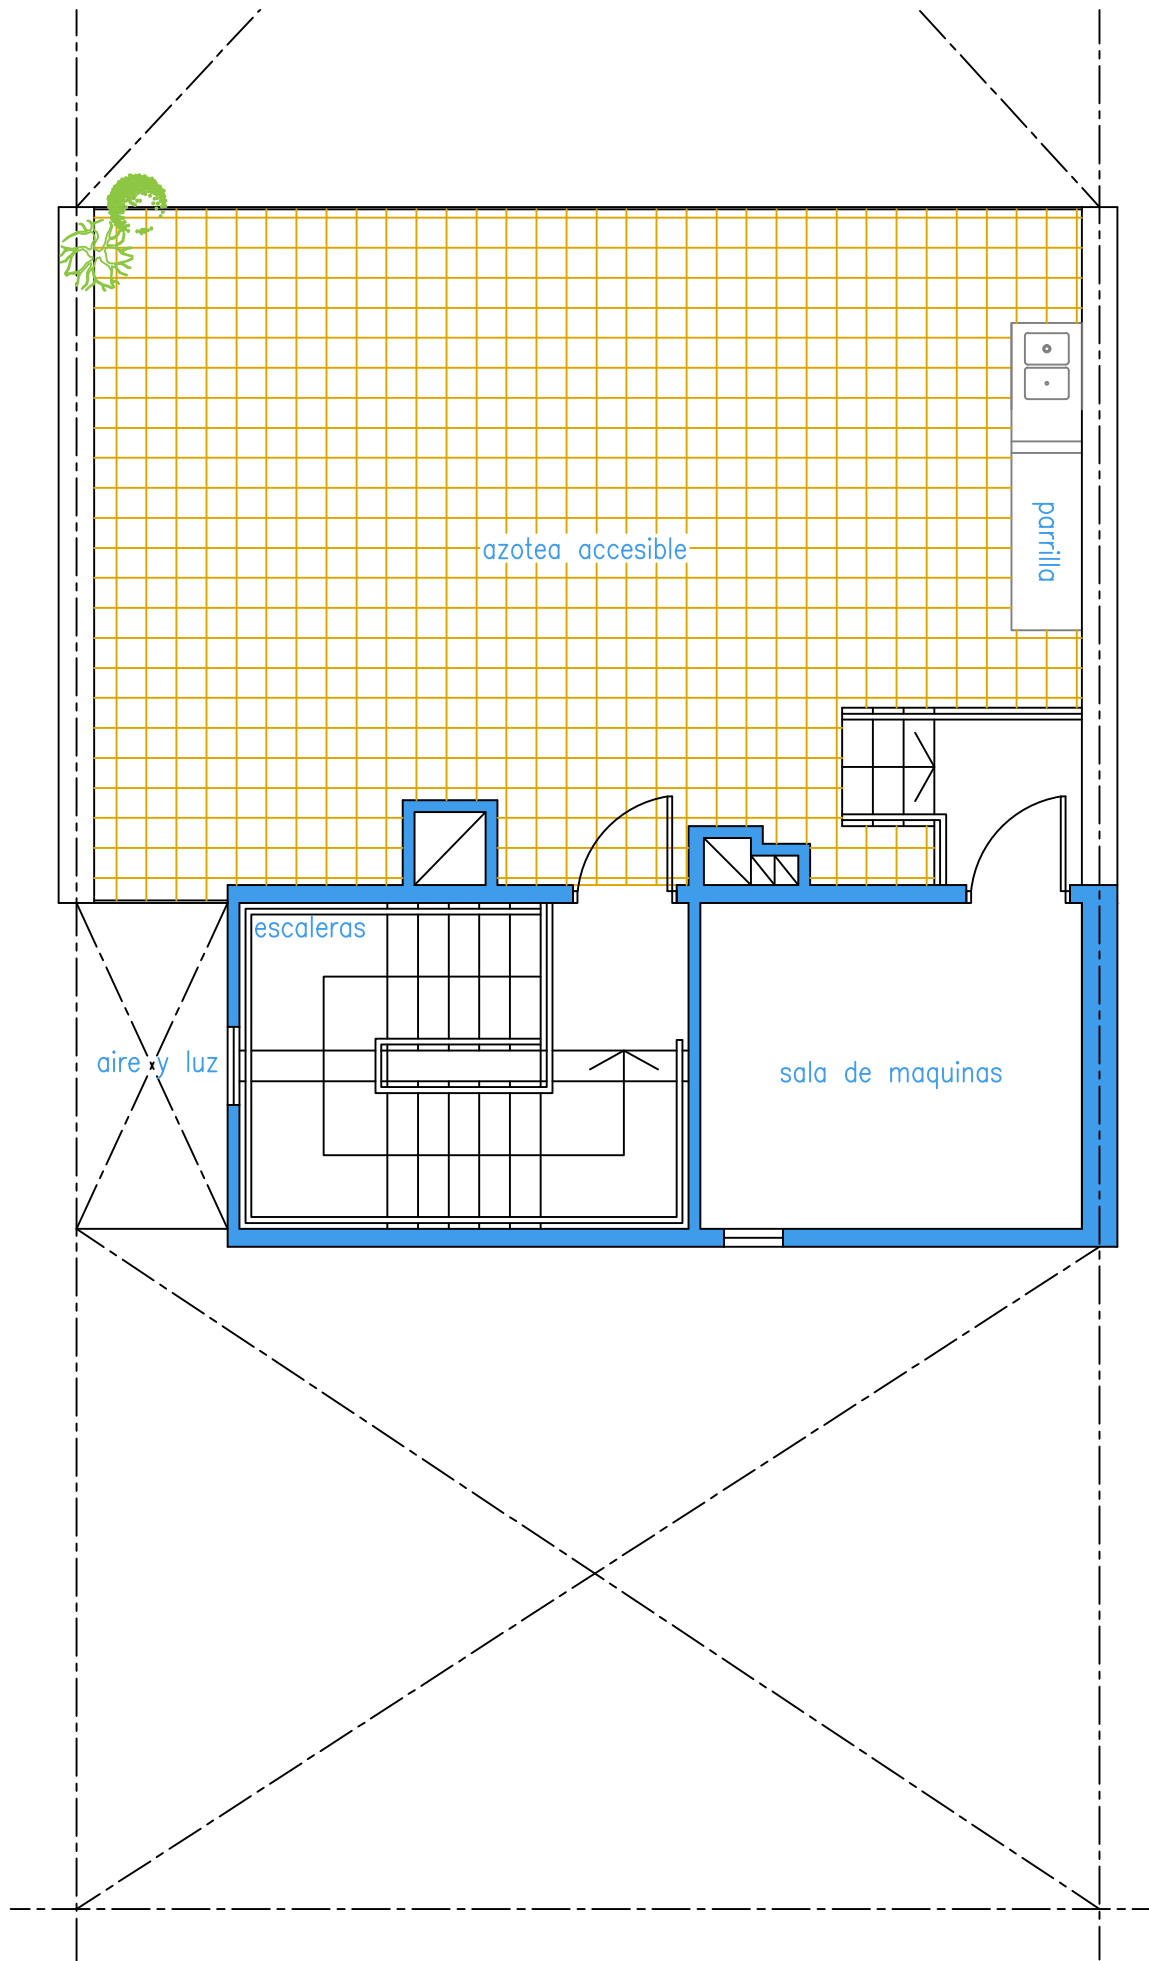 azotea accesible
parrilla
escaleras
aire y luz
sala de maquinas